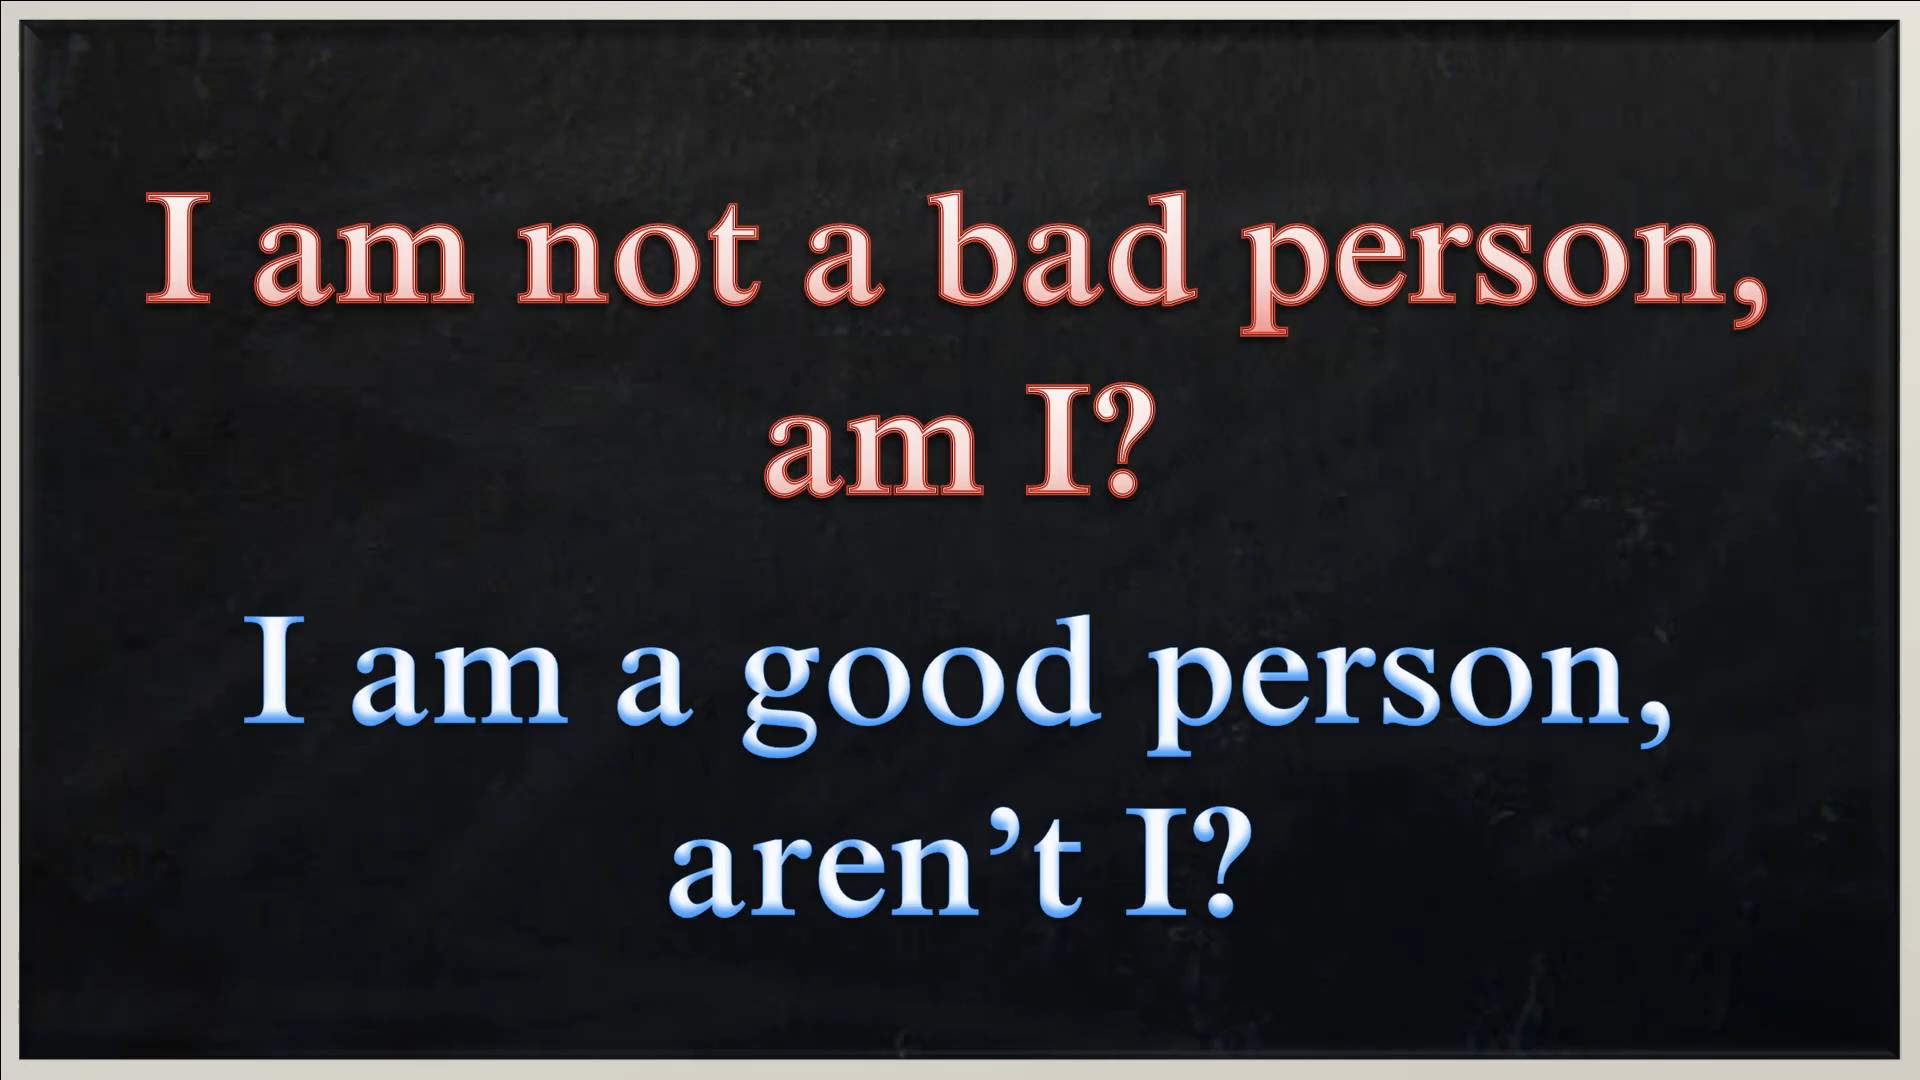 I am not a bad person,
am I?
I am a good person,
aren’t I?